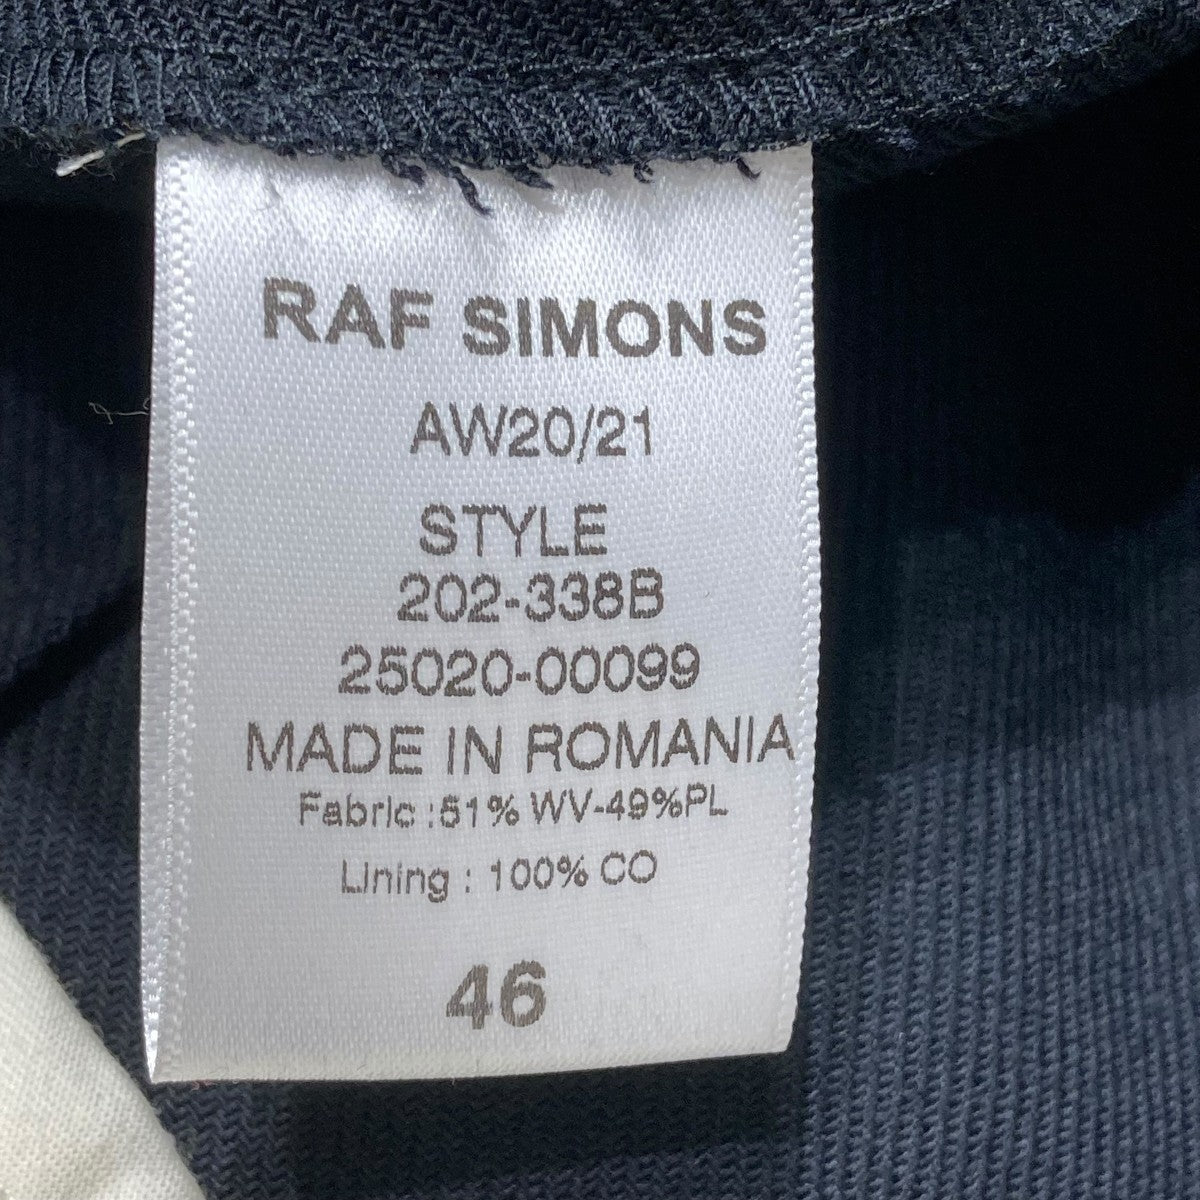 RAF SIMONS
AW20/21
STYLE
202-338B
25020-00099
MADE IN ROMANIA
Fabric :51% WV-49%PL
Lining : 100% CO
46